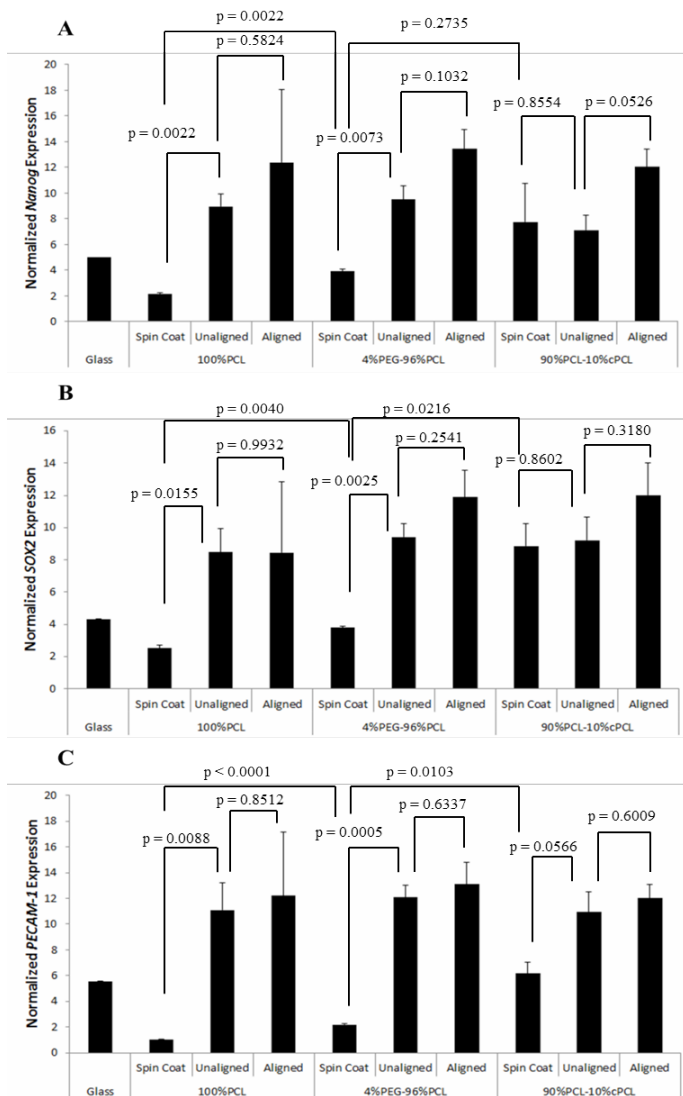 A
p = 0.0022
p = 0.2735
p = 0.5824
p = 0.1032
p = 0.8554 p = 0.0526
p = 0.0022
p = 0.0073
Normalized Nanog Expression
20
18
16
14
12
10
8
6
4
2
0
Spin Coat Unaligned Aligned Spin Coat Unaligned Aligned Spin Coat Unaligned Aligned
Glass 100%PCL 4%PEG-96%PCL 90%PCL-10%cPCL
B
p = 0.0040 p = 0.0216
p = 0.9932 p = 0.2541 p = 0.3180
p = 0.8602
p = 0.0155 p = 0.0025
Normalized SOX2 Expression
16
14
12
10
8
6
4
2
0
Spin Coat Unaligned Aligned Spin Coat Unaligned Aligned Spin Coat Unaligned Aligned
Glass 100%PCL 4%PEG-96%PCL 90%PCL-10%cPCL
C
p < 0.0001 p = 0.0103
p = 0.8512 p = 0.6337 p = 0.6009
p = 0.0088 p = 0.0005 p = 0.0566
Normalized PECAM-1 Expression
20
18
16
14
12
10
8
6
4
2
0
Spin Coat Unaligned Aligned Spin Coat Unaligned Aligned Spin Coat Unaligned Aligned
Glass 100%PCL 4%PEG-96%PCL 90%PCL-10%cPCL